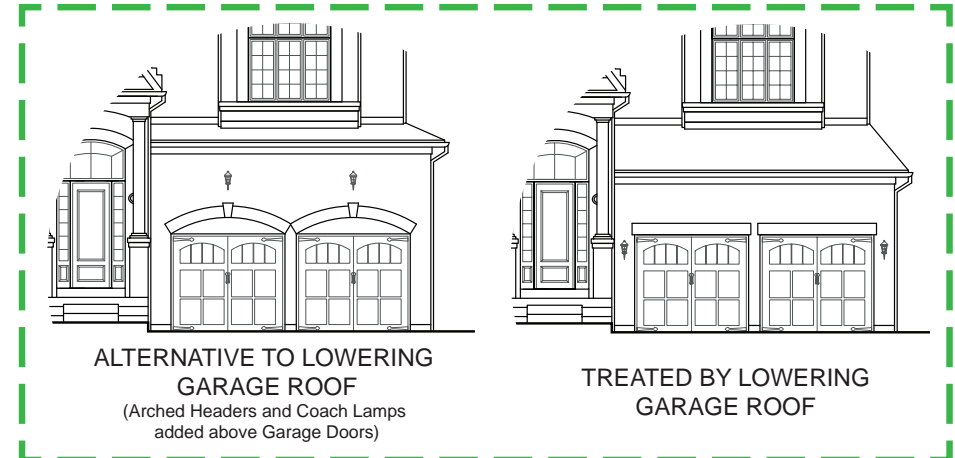 ALTERNATIVE TO LOWERING
GARAGE ROOF
(Arched Headers and Coach Lamps
added above Garage Doors)
TREATED BY LOWERING
GARAGE ROOF